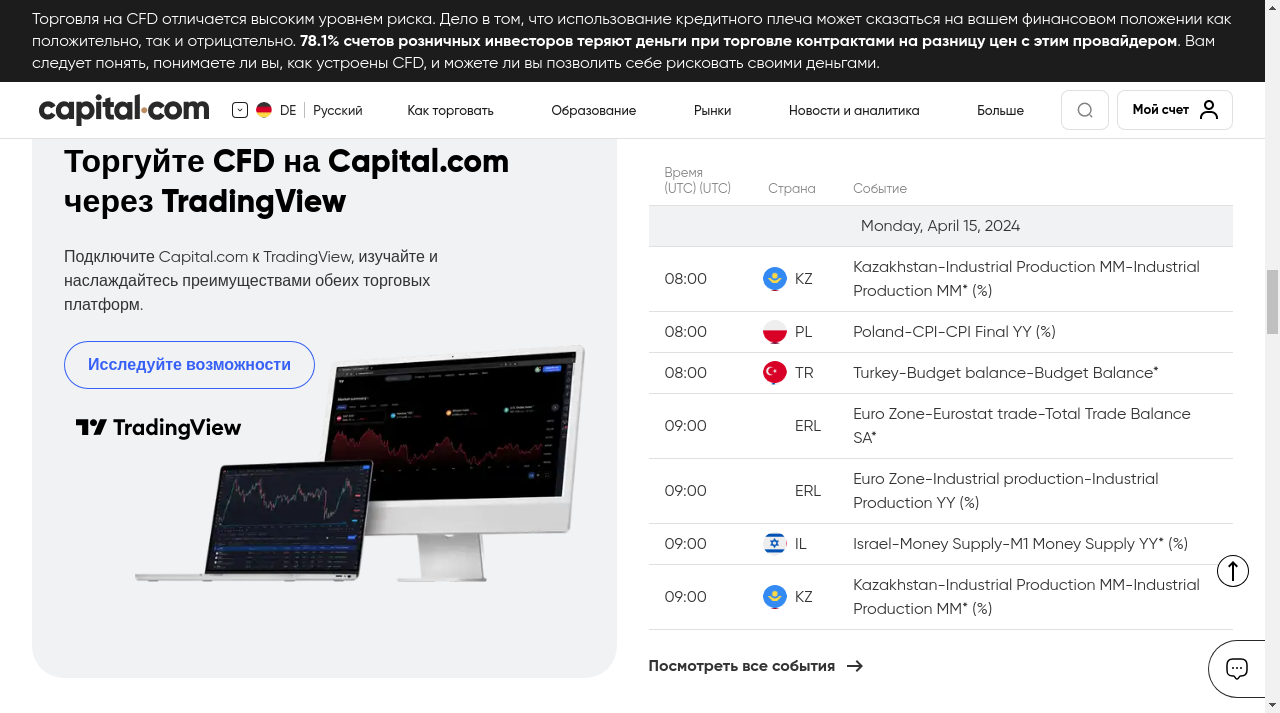 Торговля на CFD отличается высоким уровнем риска. Дело в том, что использование кредитного плеча может сказаться на вашем финансовом положении как
положительно, так и отрицательно. 78.1% счетов розничных инвесторов теряют деньги при торговле контрактами на разницу цен с этим провайдером. Вам
следует понять, понимаете ли вы, как устроены CFD, и можете ли вы позволить себе рисковать своими деньгами.
capital.com
DE
Русский
Как торговать
Образование
Рынки
Новости и аналитика
Больше
Мой счет
Торгуйте CFD на Capital.com
через TradingView
Подключите Capital.com к TradingView, изучайте и
наслаждайтесь преимуществами обеих торговых
платформ.
Исследуйте возможности
TradingView
Время
(UTC) (UTC)
Страна
Событие
Monday, April 15, 2024
08:00
KZ
Kazakhstan-Industrial Production MM-Industrial
Production MM* (%)
08:00
PL
Poland-CPI-CPI Final YY (%)
08:00
TR
Turkey-Budget balance-Budget Balance*
09:00
ERL
Euro Zone-Eurostat trade-Total Trade Balance
SA*
09:00
ERL
Euro Zone-Industrial production-Industrial
Production YY (%)
09:00
IL
Israel-Money Supply-M1 Money Supply YY* (%)
09:00
KZ
Kazakhstan-Industrial Production MM-Industrial
Production MM* (%)
Посмотреть все события